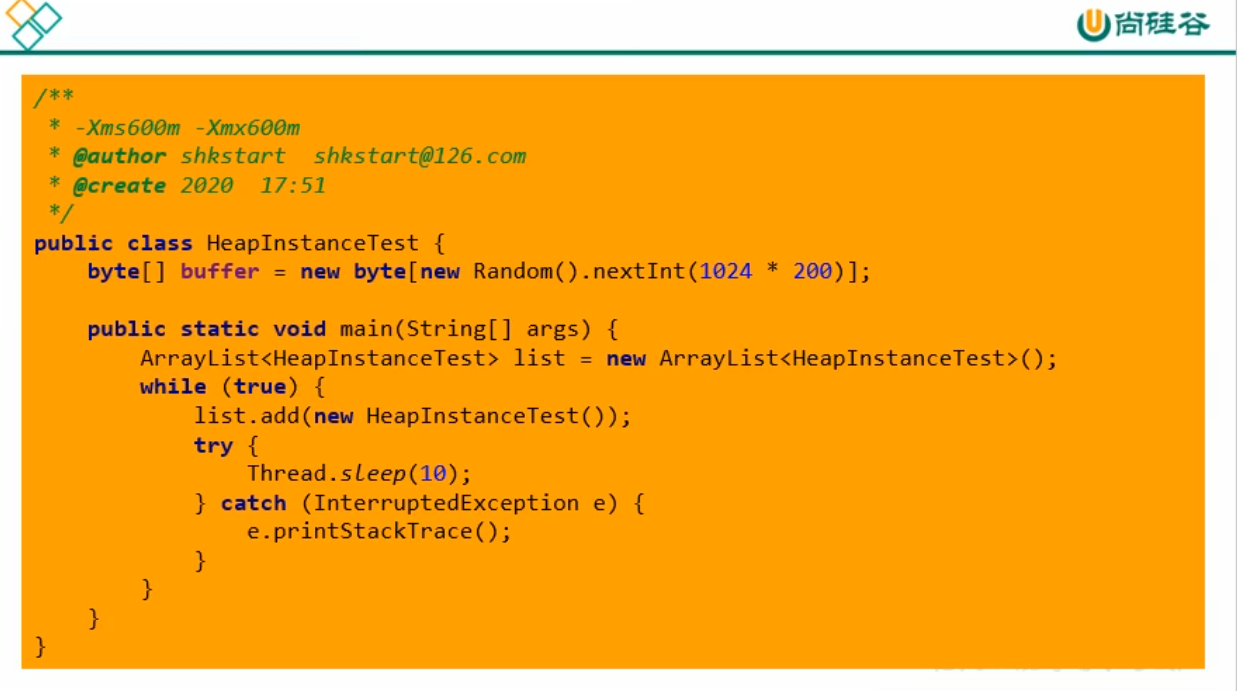 尚硅谷
/**
 * -Xms600m -Xmx600m
 * @author shkstart  shkstart@126.com
 * @create 2020  17:51
 */
public class HeapInstanceTest {
    byte[] buffer = new byte[new Random().nextInt(1024 * 200)];

    public static void main(String[] args) {
        ArrayList<HeapInstanceTest> list = new ArrayList<HeapInstanceTest>();
        while (true) {
            list.add(new HeapInstanceTest());
            try {
                Thread.sleep(10);
            } catch (InterruptedException e) {
                e.printStackTrace();
            }
        }
    }
}